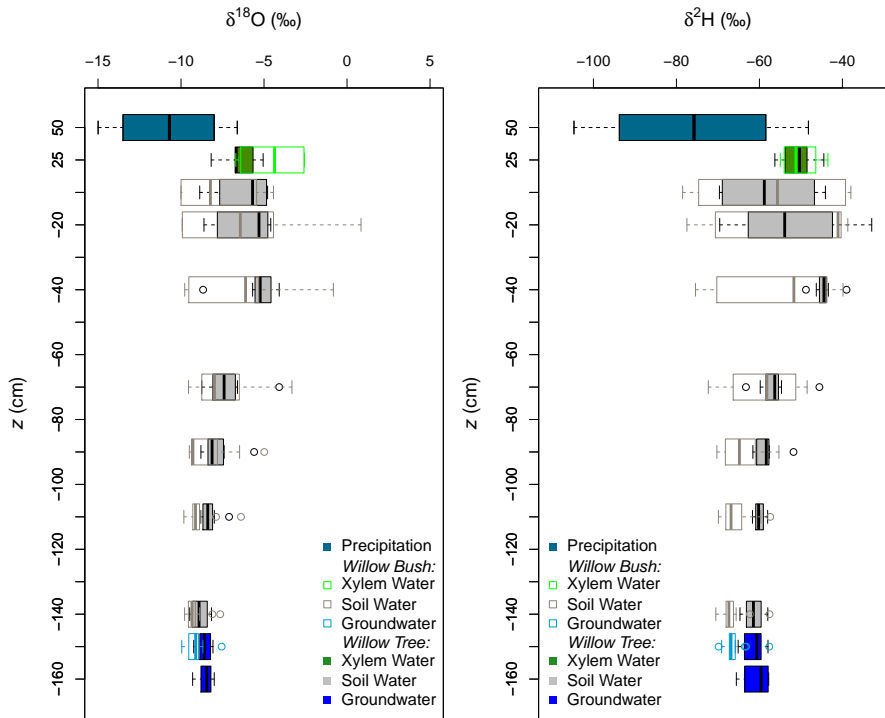 δ¹⁸O (‰)
−15 −10 −5 0 5
50
25
−20
−40
−60
−80
−100
−120
−140
−160
z (cm)
Precipitation
Willow Bush:
Xylem Water
Soil Water
Groundwater
Willow Tree:
Xylem Water
Soil Water
Groundwater
δ²H (‰)
−100 −80 −60 −40
50
25
−20
−40
−60
−80
−100
−120
−140
−160
z (cm)
Precipitation
Willow Bush:
Xylem Water
Soil Water
Groundwater
Willow Tree:
Xylem Water
Soil Water
Groundwater